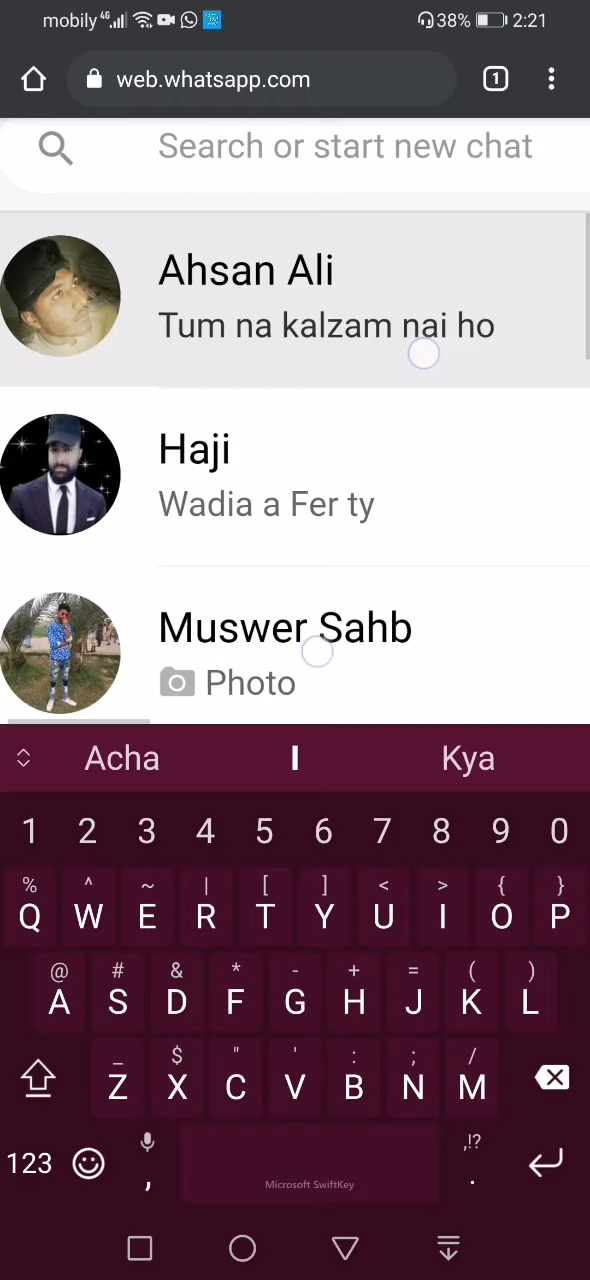 mobily 4G 38% 2:21
web.whatsapp.com 1
Search or start new chat
Ahsan Ali
Tum na kalzam nai ho
Haji
Wadia a Fer ty
Muswer Sahb
Photo
Acha I Kya
1 2 3 4 5 6 7 8 9 0
% ^ ~ | [ ] < > { }
Q W E R T Y U I O P
@ # & * - + = ( )
A S D F G H J K L
_ $ " ' : ; /
Z X C V B N M
,!?
123 , .
Microsoft SwiftKey